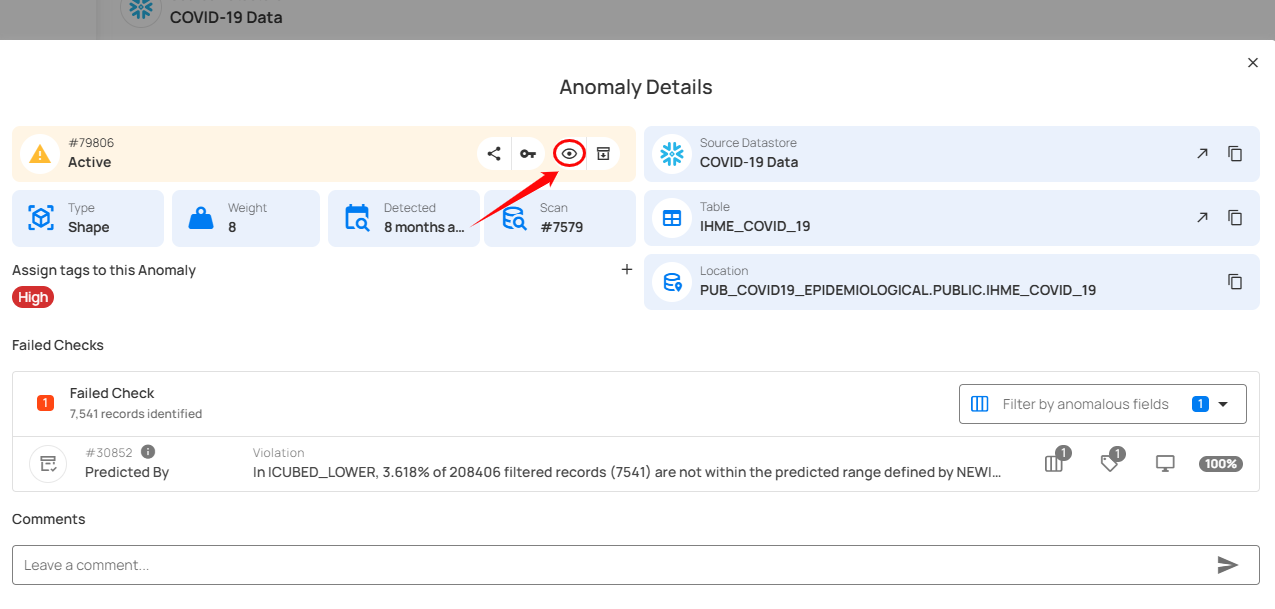 COVID-19 Data
Anomaly Details
#79806
Active
Source Datastore
COVID-19 Data
Type
Shape
Weight
8
Detected
8 months a...
Scan
#7579
Table
IHME_COVID_19
Assign tags to this Anomaly
High
Location
PUB_COVID19_EPIDEMIOLOGICAL.PUBLIC.IHME_COVID_19
Failed Checks
1
Failed Check
7,541 records identified
Filter by anomalous fields
1
#30852
Predicted By
Violation
In ICUBED_LOWER, 3.618% of 208406 filtered records (7541) are not within the predicted range defined by NEWI...
1
1
100%
Comments
Leave a comment...